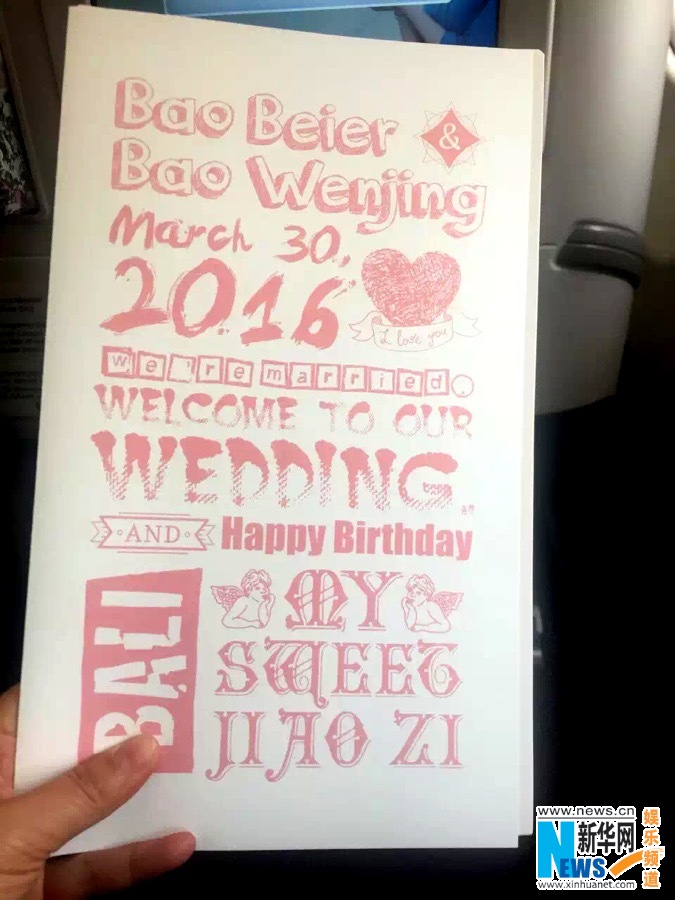 Bao Beier
&
Bao Wenjing
March 30,
2016
I love you
we're married.
WELCOME TO OUR
WEDDING.
AND
Happy Birthday
BALI
MY
SWEET
JIAO ZI
www.news.cn
NEWS
新华网
www.xinhuanet.com
娱乐频道